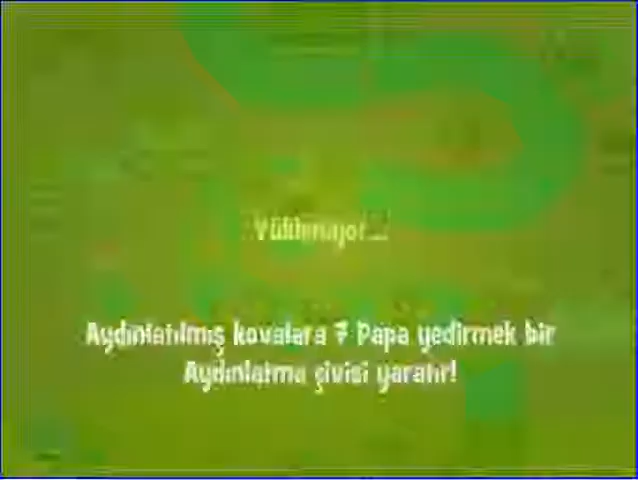 Yükleniyor...
Aydınlatılmış kovalara 7 Papa yedirmek bir
Aydınlatma çivisi yaratır!